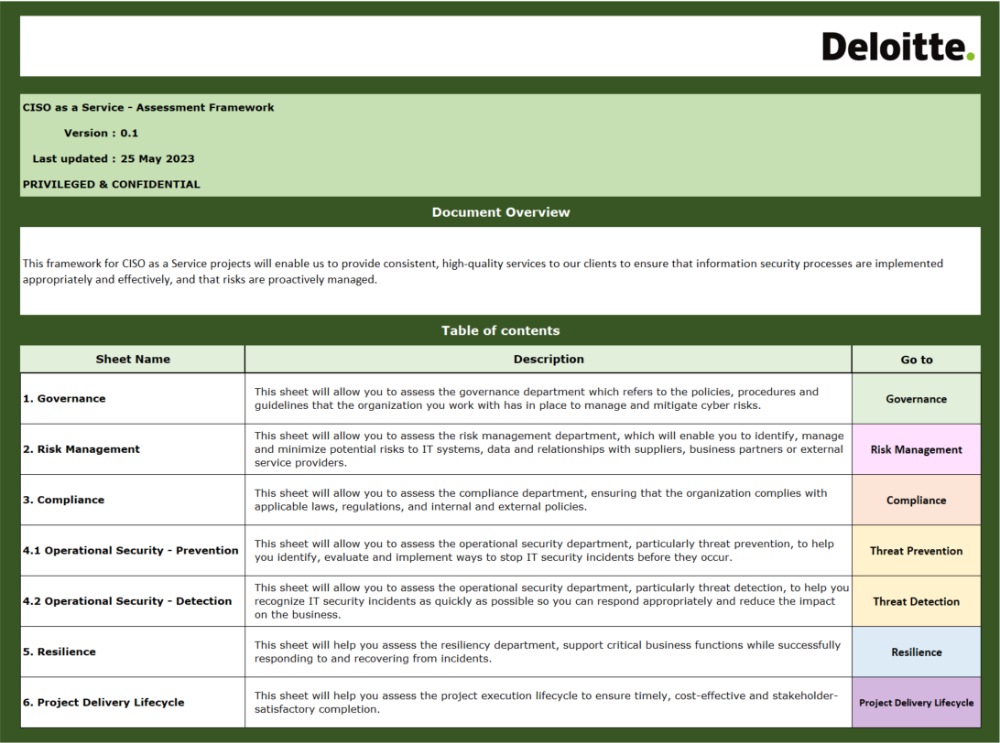 Deloitte.
CISO as a Service - Assessment Framework
Version : 0.1
Last updated : 25 May 2023
PRIVILEGED & CONFIDENTIAL
Document Overview
This framework for CISO as a Service projects will enable us to provide consistent, high-quality services to our clients to ensure that information security processes are implemented
appropriately and effectively, and that risks are proactively managed.
Table of contents
Sheet Name
Description
Go to
1. Governance
This sheet will allow you to assess the governance department which refers to the policies, procedures and
guidelines that the organization you work with has in place to manage and mitigate cyber risks.
Governance
2. Risk Management
This sheet will allow you to assess the risk management department, which will enable you to identify, manage
and minimize potential risks to IT systems, data and relationships with suppliers, business partners or external
service providers.
Risk Management
3. Compliance
This sheet will allow you to assess the compliance department, ensuring that the organization complies with
applicable laws, regulations, and internal and external policies.
Compliance
4.1 Operational Security - Prevention
This sheet will allow you to assess the operational security department, particularly threat prevention, to help
you identify, evaluate and implement ways to stop IT security incidents before they occur.
Threat Prevention
4.2 Operational Security - Detection
This sheet will allow you to assess the operational security department, particularly threat detection, to help you
recognize IT security incidents as quickly as possible so you can respond appropriately and reduce the impact
on the business.
Threat Detection
5. Resilience
This sheet will help you assess the resiliency department, support critical business functions while successfully
responding to and recovering from incidents.
Resilience
6. Project Delivery Lifecycle
This sheet will help you assess the project execution lifecycle to ensure timely, cost-effective and stakeholder-
satisfactory completion.
Project Delivery Lifecycle